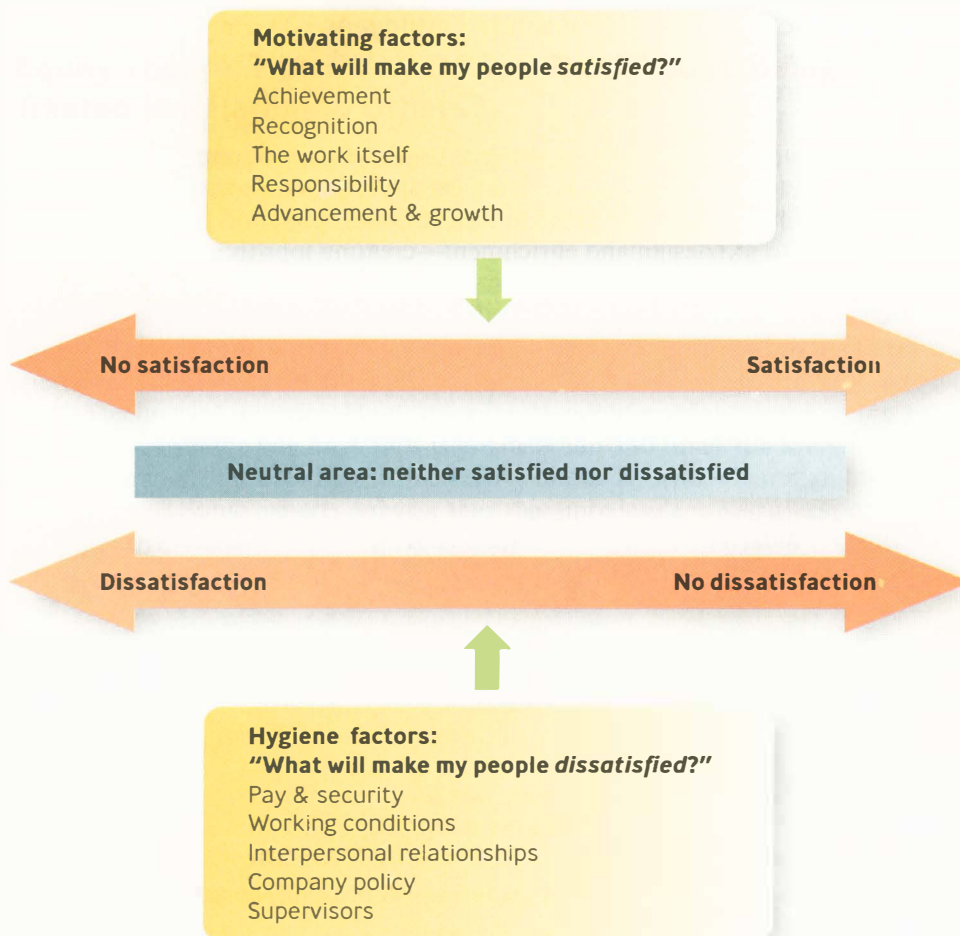 Motivating factors:
“What will make my people satisfied?”
Achievement
Recognition
The work itself
Responsibility
Advancement & growth
No satisfaction
Satisfaction
Neutral area: neither satisfied nor dissatisfied
Dissatisfaction
No dissatisfaction
Hygiene factors:
“What will make my people dissatisfied?”
Pay & security
Working conditions
Interpersonal relationships
Company policy
Supervisors